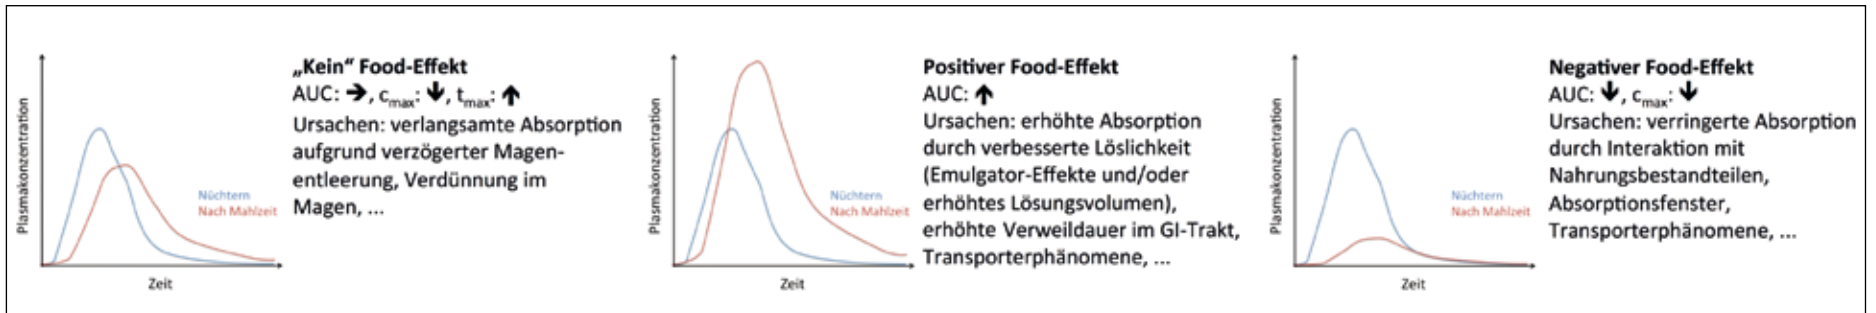 Plasmakonzentration
Nüchtern
Nach Mahlzeit
Zeit
„Kein“ Food-Effekt
AUC: ➔, cmax: 🡇, tmax: 🡅
Ursachen: verlangsamte Absorption
aufgrund verzögerter Magen-
entleerung, Verdünnung im
Magen, ...
Plasmakonzentration
Nüchtern
Nach Mahlzeit
Zeit
Positiver Food-Effekt
AUC: 🡅
Ursachen: erhöhte Absorption
durch verbesserte Löslichkeit
(Emulgator-Effekte und/oder
erhöhtes Lösungsvolumen),
erhöhte Verweildauer im GI-Trakt,
Transporterphänomene, ...
Plasmakonzentration
Nüchtern
Nach Mahlzeit
Zeit
Negativer Food-Effekt
AUC: 🡇, cmax: 🡇
Ursachen: verringerte Absorption
durch Interaktion mit
Nahrungsbestandteilen,
Absorptionsfenster,
Transporterphänomene, ...